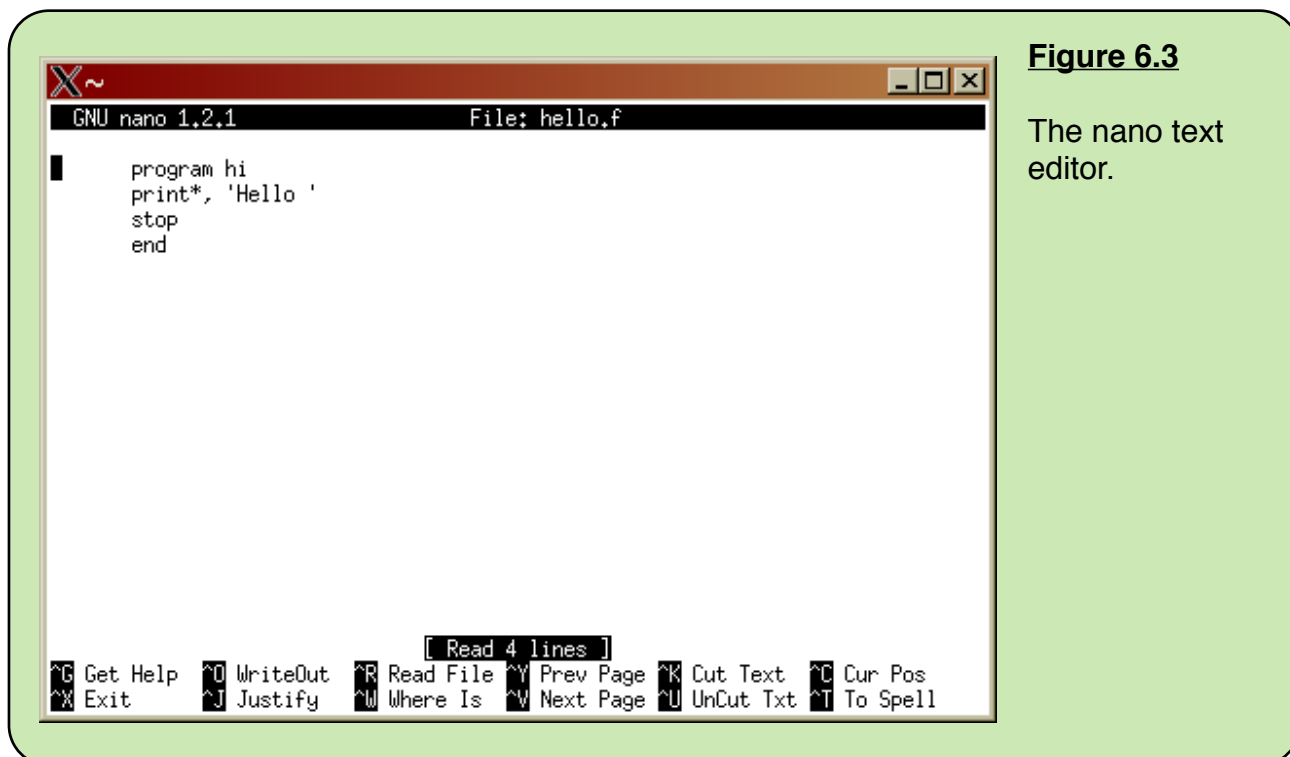 ~
GNU nano 1.2.1 File: hello.f
program hi
print*, 'Hello '
stop
end
[ Read 4 lines ]
^G Get Help ^O WriteOut ^R Read File ^Y Prev Page ^K Cut Text ^C Cur Pos
^X Exit ^J Justify ^W Where Is ^V Next Page ^U UnCut Txt ^T To Spell
Figure 6.3
The nano text
editor.